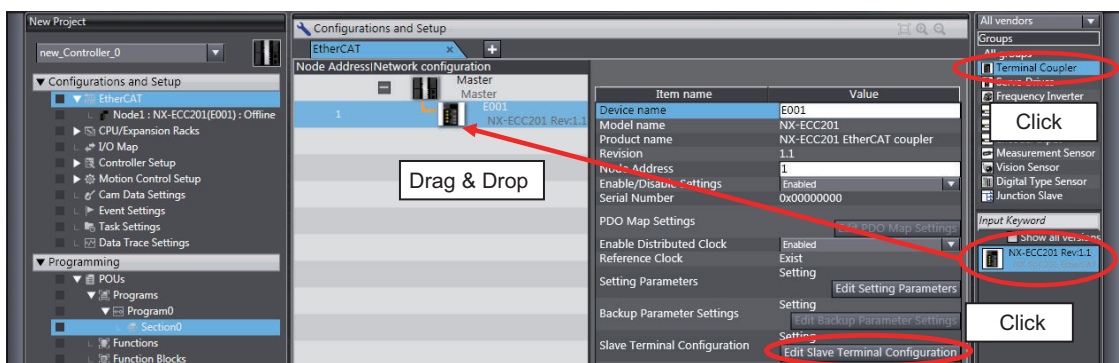 New Project
new_Controller_0
Configurations and Setup
EtherCAT
Node1 : NX-ECC201(E001) : Offline
CPU/Expansion Racks
I/O Map
Controller Setup
Motion Control Setup
Cam Data Settings
Event Settings
Task Settings
Data Trace Settings
Programming
POUs
Programs
Program0
Section0
Functions
Function Blocks
Configurations and Setup
EtherCAT
Node Address|Network configuration
Master
Master
1
E001
NX-ECC201 Rev:1.1
Drag & Drop
Item name Value
Device name E001
Model name NX-ECC201
Product name NX-ECC201 EtherCAT coupler
Revision 1.1
Node Address 1
Enable/Disable Settings Enabled
Serial Number 0x00000000
PDO Map Settings Edit PDO Map Settings
Enable Distributed Clock Enabled
Reference Clock Exist
Setting Parameters Setting
Edit Setting Parameters
Backup Parameter Settings Setting
Edit Backup Parameter Settings
Slave Terminal Configuration Setting
Edit Slave Terminal Configuration
All vendors
Groups
All groups
Terminal Coupler
Servo Drives
Frequency Inverter
Click
Measurement Sensor
Vision Sensor
Digital Type Sensor
Junction Slave
Input Keyword
Show all versions
NX-ECC201 Rev:1.1
Click